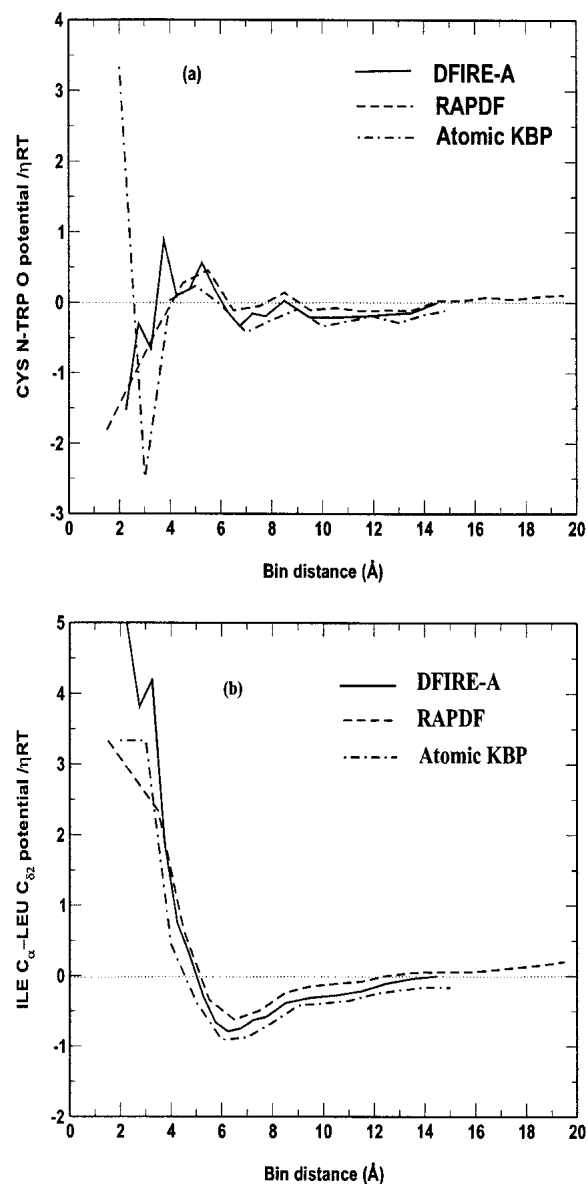 4
3
2
1
0
-1
-2
-3
CYS N-TRP O potential /ηRT
(a)
DFIRE-A
RAPDF
Atomic KBP
0 2 4 6 8 10 12 14 16 18 20
Bin distance (Å)
5
4
3
2
1
0
-1
-2
ILE Cα–LEU Cδ2 potential /ηRT
(b)
DFIRE-A
RAPDF
Atomic KBP
0 2 4 6 8 10 12 14 16 18 20
Bin distance (Å)